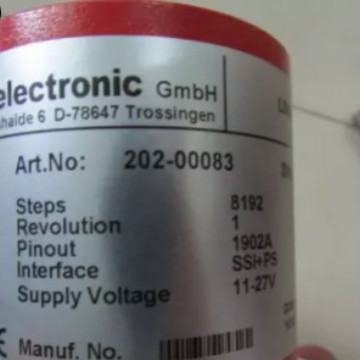 electronic GmbH
haide 6 D-78647 Trossingen
Art.No: 202-00083
Steps 8192
Revolution 1
Pinout 1902A
Interface SSI+PS
Supply Voltage 11-27V
CE Manuf. No.